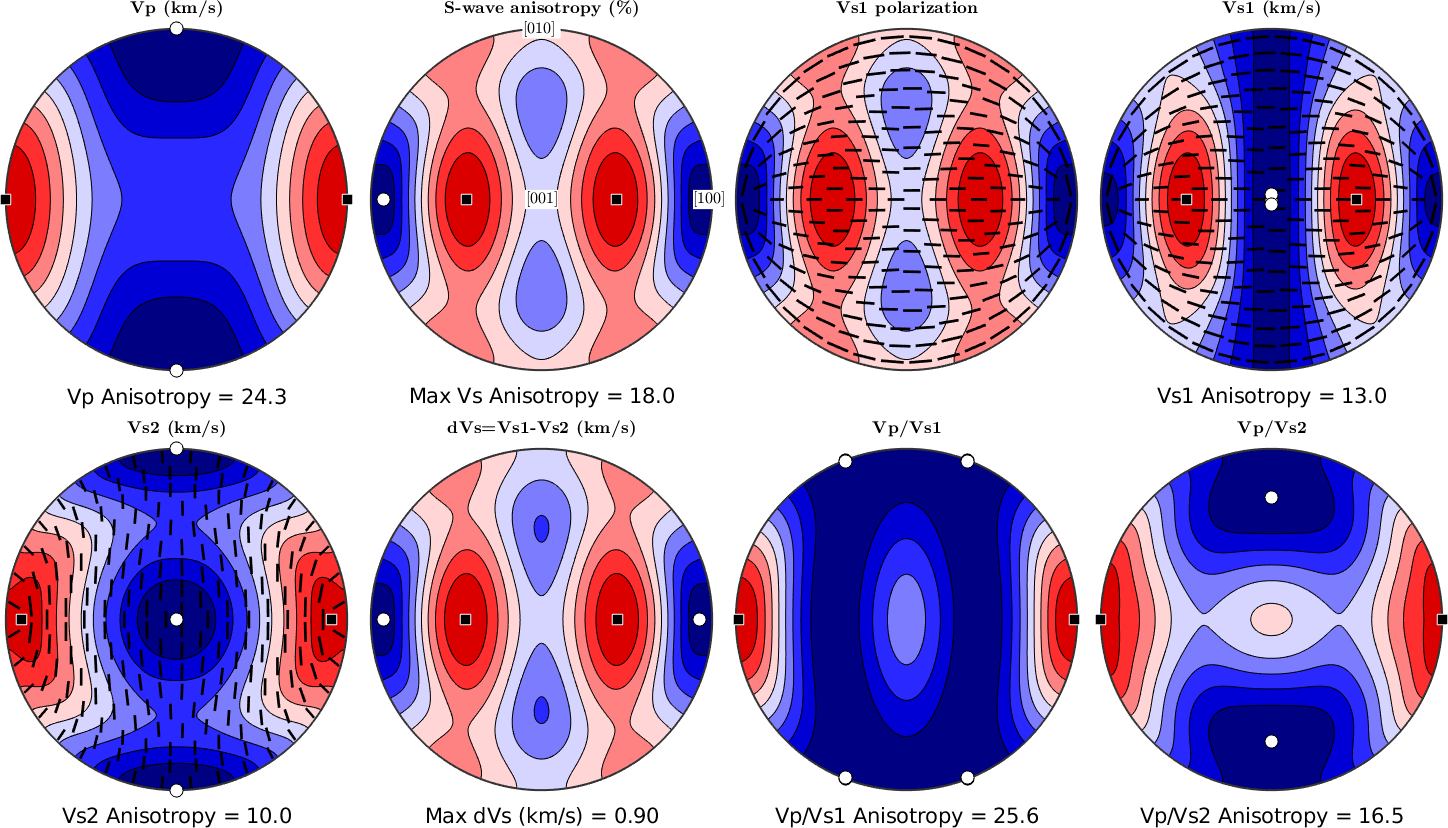 Vp (km/s)
S-wave anisotropy (%)
Vs1 polarization
Vs1 (km/s)
[010]
[001]
[100]
Vp Anisotropy = 24.3
Max Vs Anisotropy = 18.0
Vs1 Anisotropy = 13.0
Vs2 (km/s)
dVs=Vs1-Vs2 (km/s)
Vp/Vs1
Vp/Vs2
Vs2 Anisotropy = 10.0
Max dVs (km/s) = 0.90
Vp/Vs1 Anisotropy = 25.6
Vp/Vs2 Anisotropy = 16.5